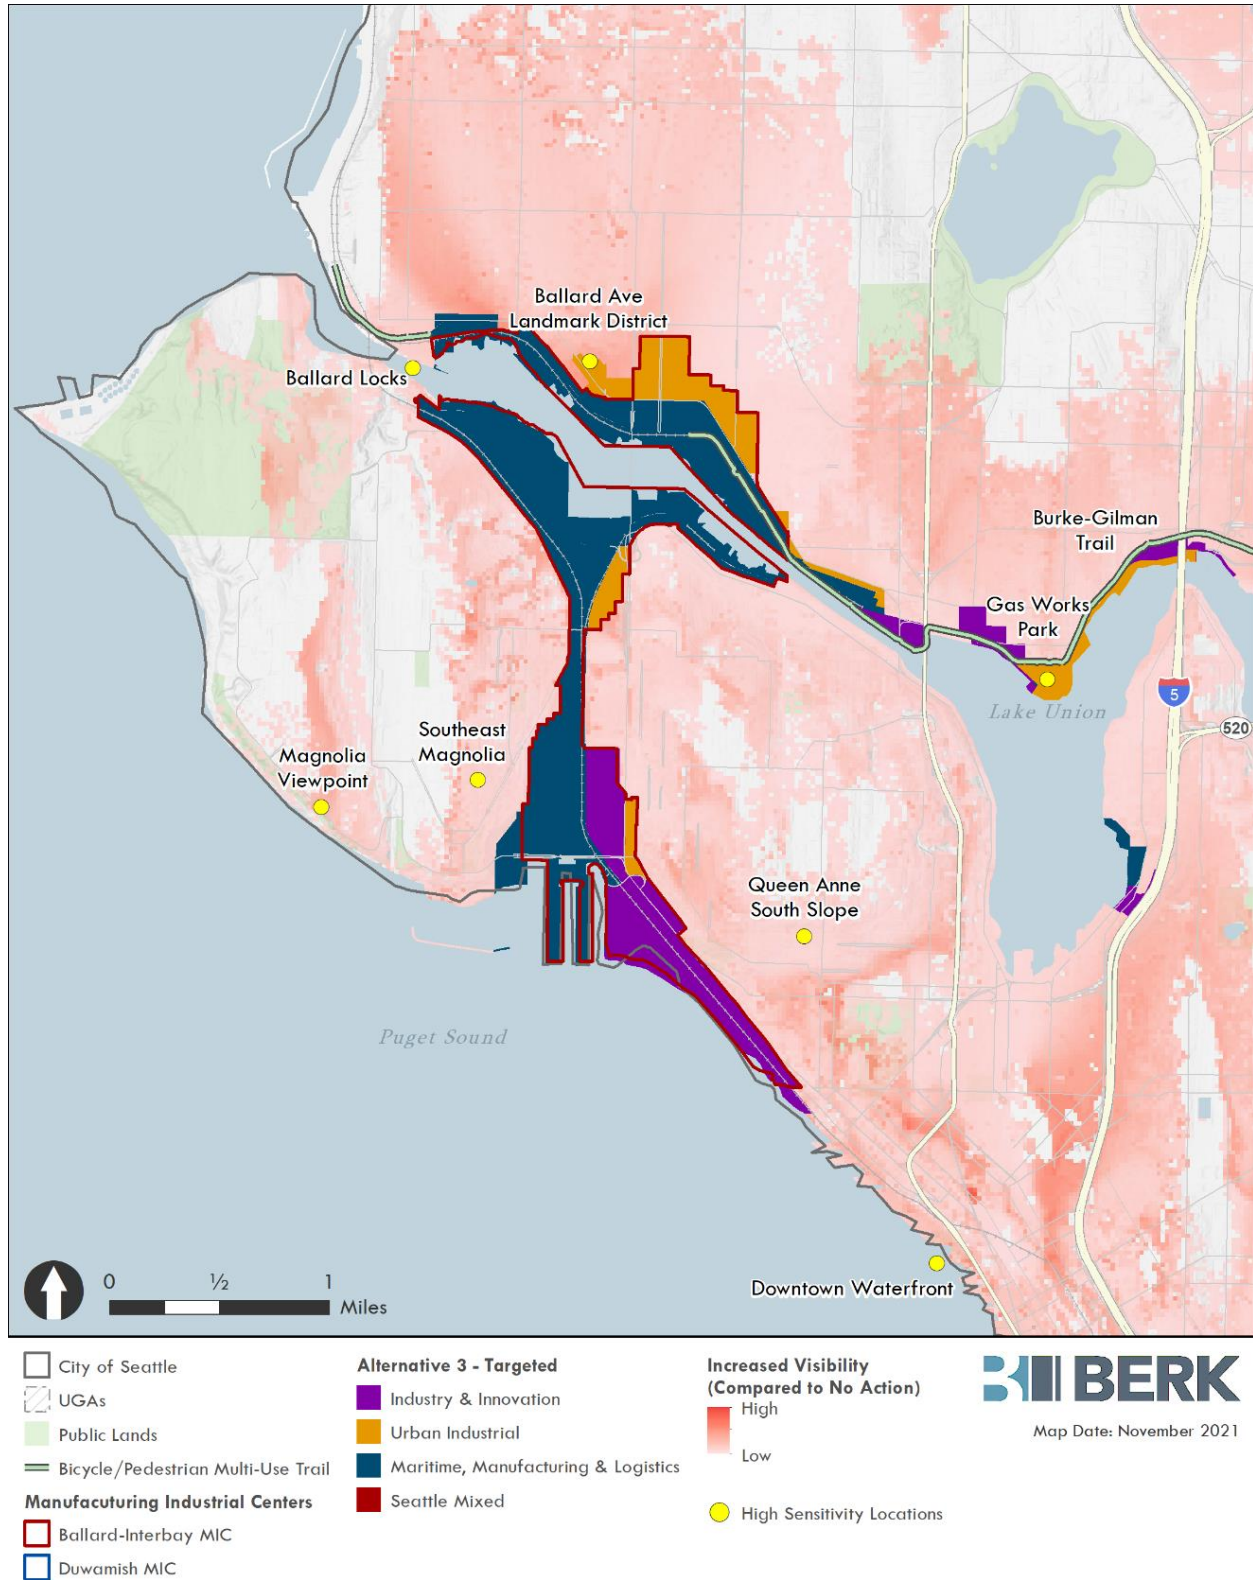 Ballard Ave
Landmark District
Ballard Locks
Burke-Gilman
Trail
Gas Works
Park
Lake Union
5
520
Southeast
Magnolia
Magnolia
Viewpoint
Queen Anne
South Slope
Puget Sound
Downtown Waterfront
0 ½ 1
Miles
City of Seattle
UGAs
Public Lands
Bicycle/Pedestrian Multi-Use Trail
Manufacuturing Industrial Centers
Ballard-Interbay MIC
Duwamish MIC
Alternative 3 - Targeted
Industry & Innovation
Urban Industrial
Maritime, Manufacturing & Logistics
Seattle Mixed
Increased Visibility
(Compared to No Action)
High
Low
High Sensitivity Locations
BERK
Map Date: November 2021